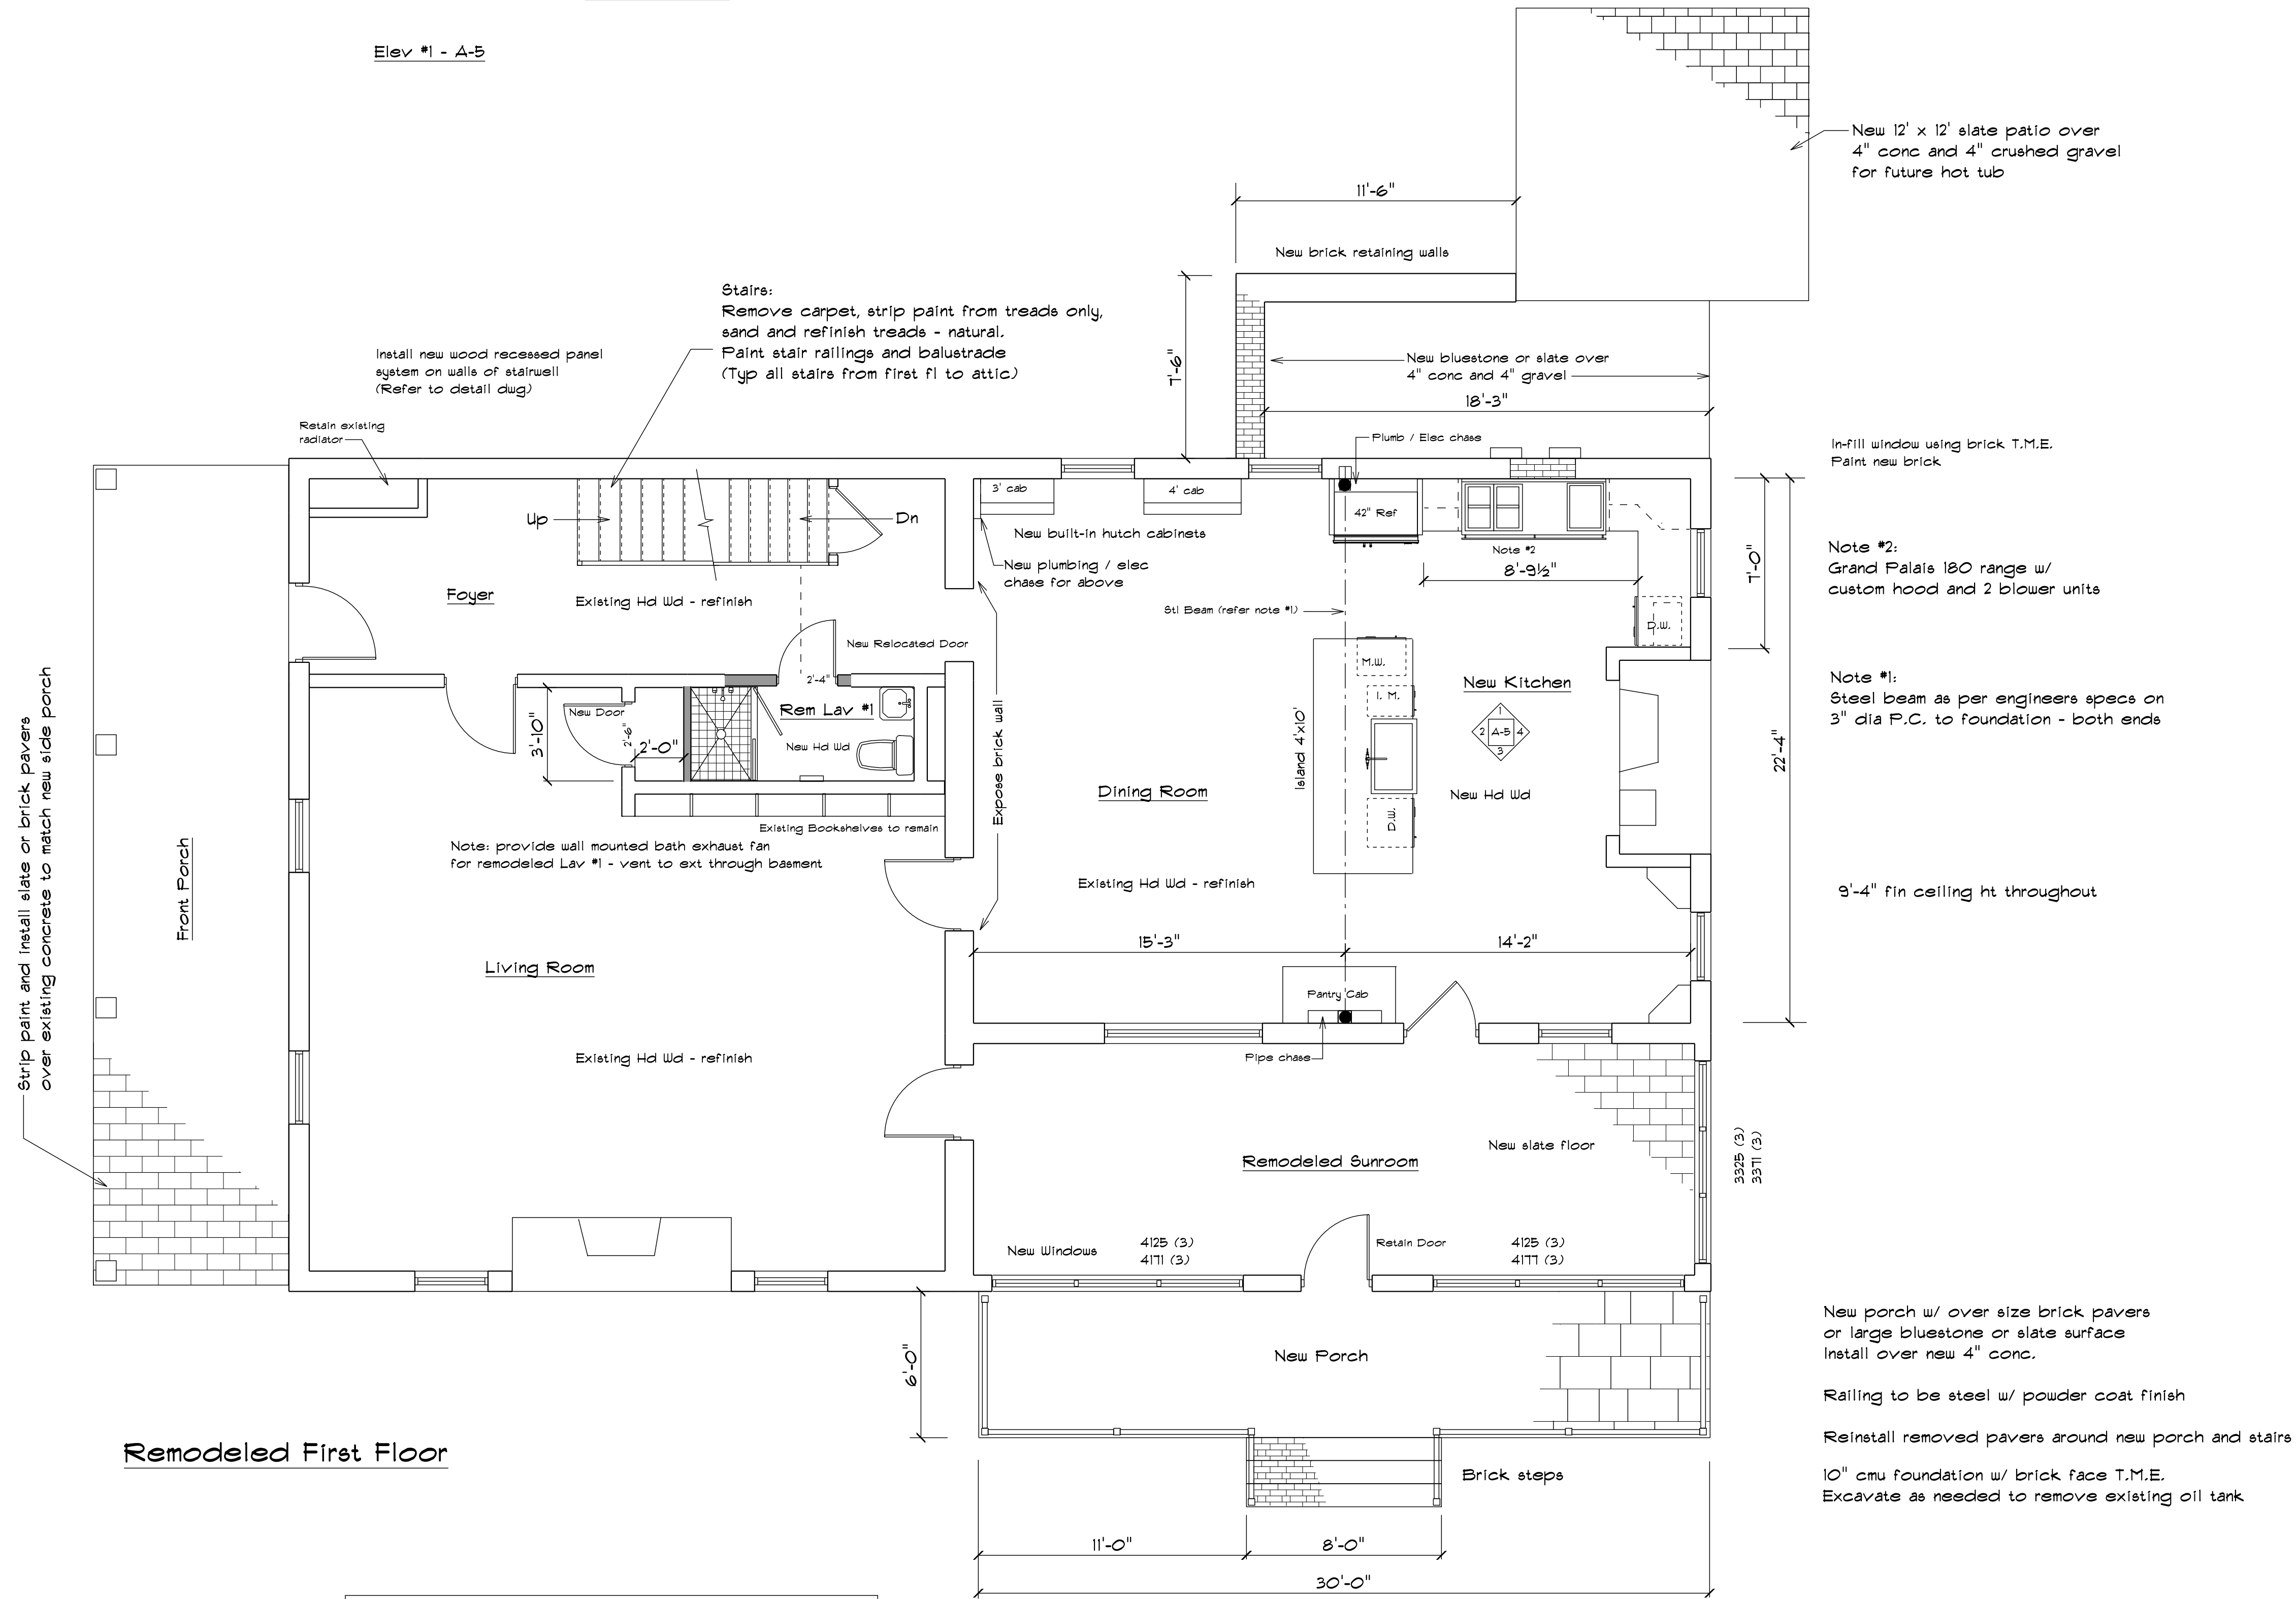 Elev #1 - A-5
New 12' x 12' slate patio over
4" conc and 4" crushed gravel
for future hot tub
11'-6"
New brick retaining walls
7'-6"
New bluestone or slate over
4" conc and 4" gravel
18'-3"
Stairs:
Remove carpet, strip paint from treads only,
sand and refinish treads - natural.
Paint stair railings and balustrade
(Typ all stairs from first fl to attic)
Install new wood recessed panel
system on walls of stairwell
(Refer to detail dwg)
Retain existing
radiator
Plumb / Elec chase
In-fill window using brick T.M.E.
Paint new brick
3' cab
4' cab
42" Ref
Up
Dn
New built-in hutch cabinets
New plumbing / elec
chase for above
Note #2
8'-9½"
7'-0"
Note #2:
Grand Palais 180 range w/
custom hood and 2 blower units
Foyer
Existing Hd Wd - refinish
Stl Beam (refer note #1)
D.W.
New Relocated Door
2'-4"
M.W.
I. M.
New Kitchen
1
2 A-5 4
3
Note #1:
Steel beam as per engineers specs on
3" dia P.C. to foundation - both ends
New Door
2'-6"
3'-10"
2'-0"
Rem Lav #1
New Hd Wd
Expose brick wall
Island 4'x10'
22'-4"
Dining Room
New Hd Wd
D.W.
Existing Bookshelves to remain
Note: provide wall mounted bath exhaust fan
for remodeled Lav #1 - vent to ext through basment
Existing Hd Wd - refinish
9'-4" fin ceiling ht throughout
Front Porch
Strip paint and install slate or brick pavers
over existing concrete to match new side porch
15'-3"
14'-2"
Living Room
Pantry Cab
Existing Hd Wd - refinish
Pipe chase
New slate floor
Remodeled Sunroom
3325 (3)
3371 (3)
New Windows
4125 (3)
4171 (3)
Retain Door
4125 (3)
4177 (3)
New porch w/ over size brick pavers
or large bluestone or slate surface
Install over new 4" conc.
6'-0"
New Porch
Railing to be steel w/ powder coat finish
Reinstall removed pavers around new porch and stairs
Remodeled First Floor
Brick steps
10" cmu foundation w/ brick face T.M.E.
Excavate as needed to remove existing oil tank
11'-0"
8'-0"
30'-0"